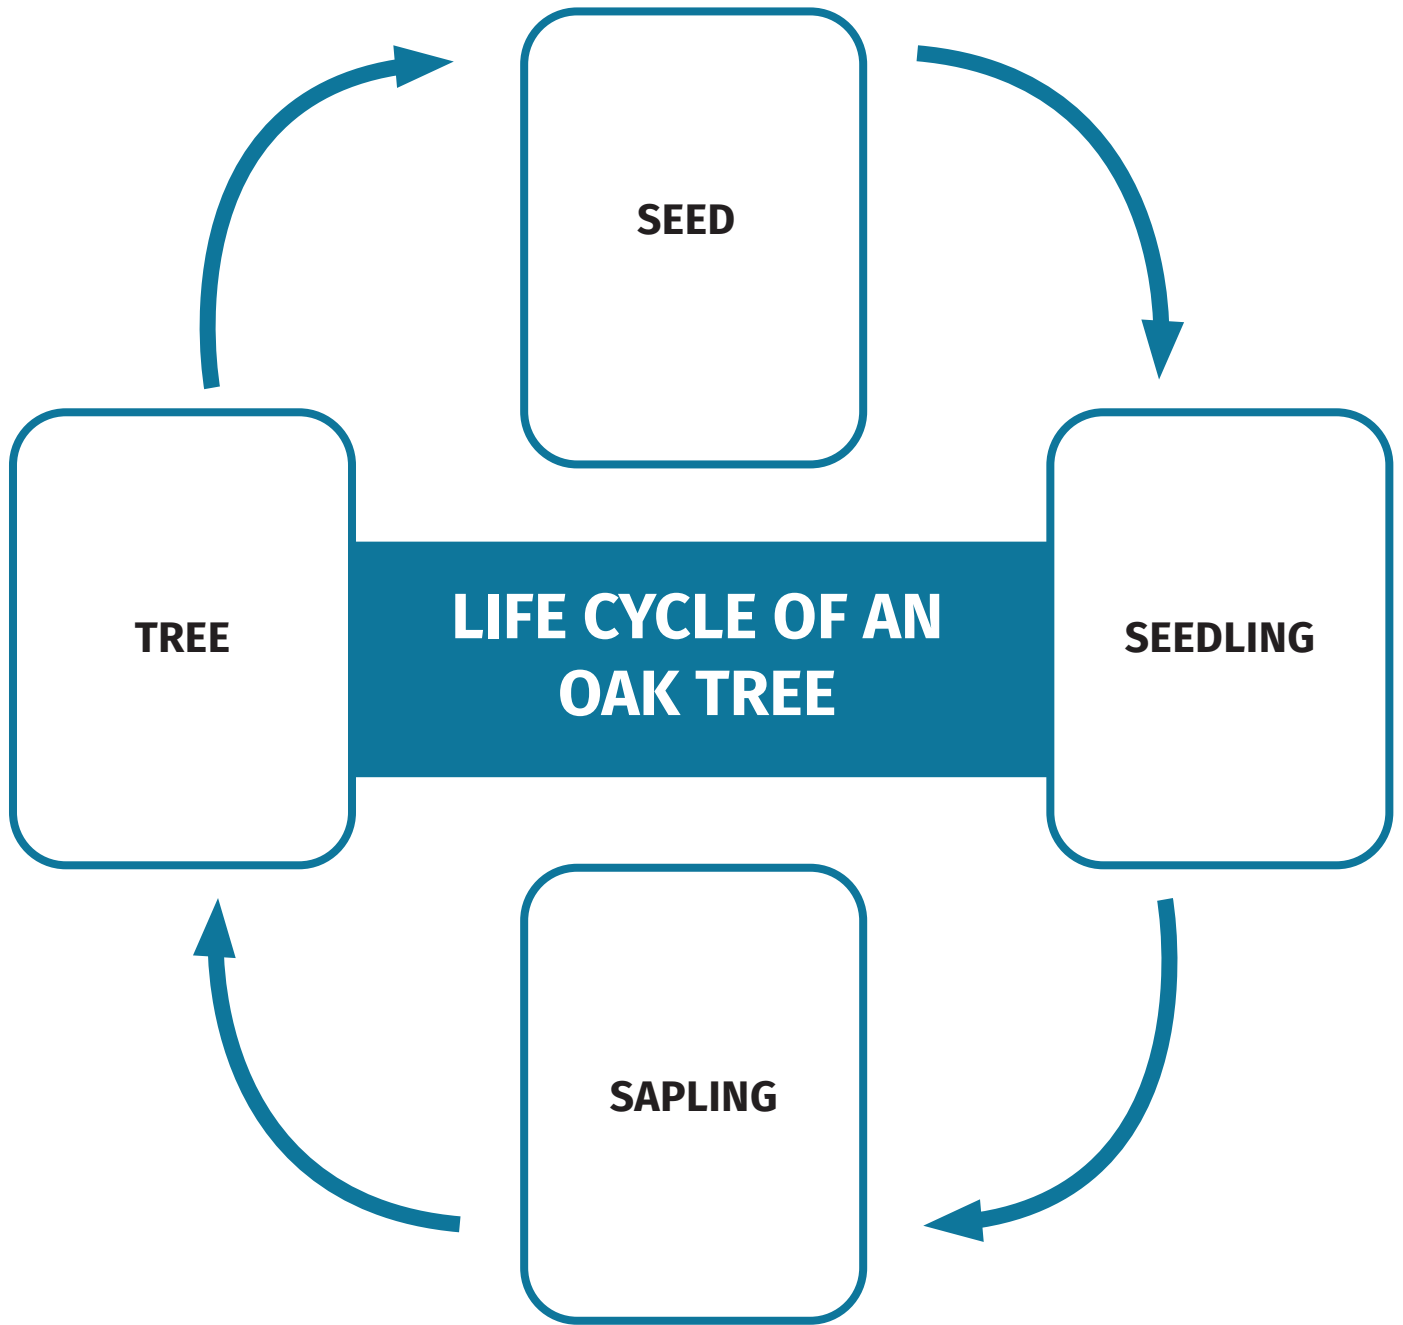 SEED
TREE
LIFE CYCLE OF AN
OAK TREE
SEEDLING
SAPLING